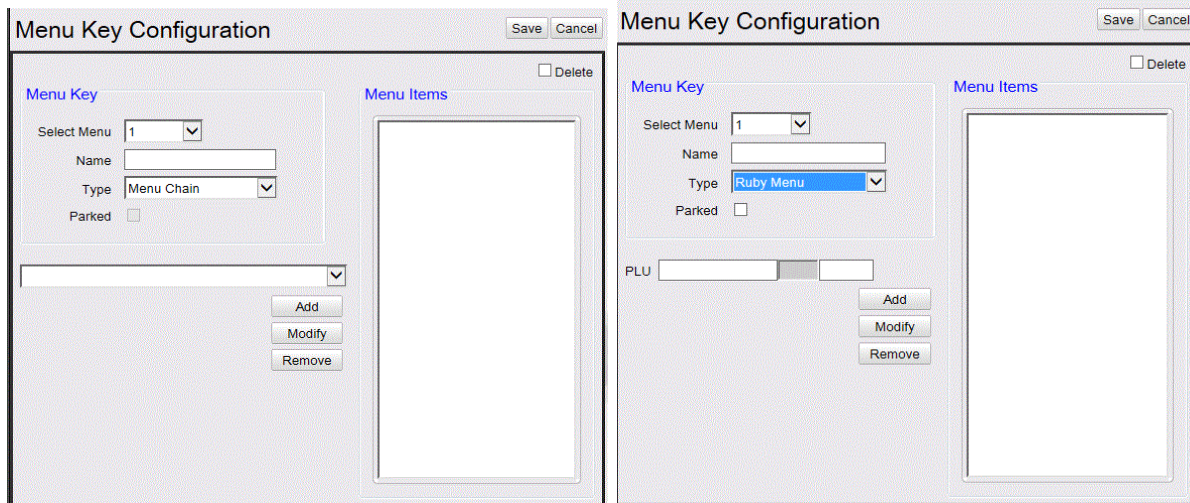 Menu Key Configuration
Save Cancel
Delete
Menu Key
Menu Items
Select Menu 1
Name
Type Menu Chain
Parked
Add
Modify
Remove
Menu Key Configuration
Save Cancel
Delete
Menu Key
Menu Items
Select Menu 1
Name
Type Ruby Menu
Parked
PLU
Add
Modify
Remove